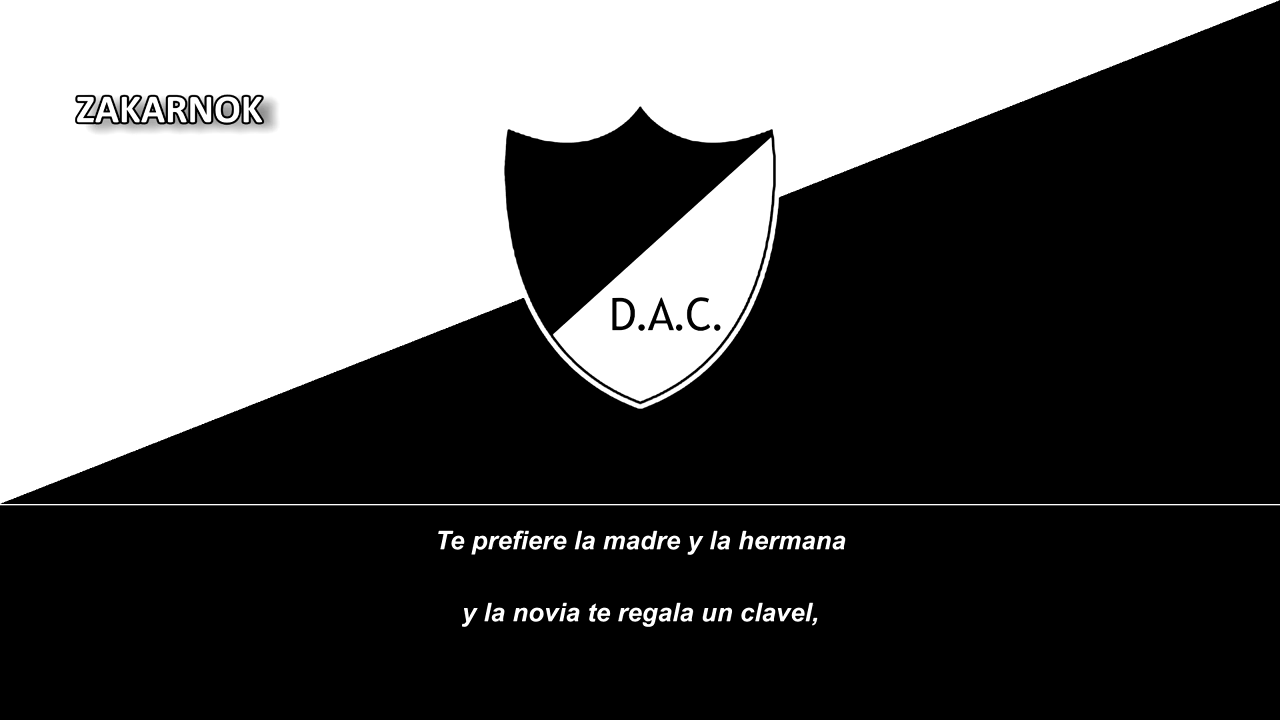 ZAKARNOK
D.A.C.
Te prefiere la madre y la hermana
y la novia te regala un clavel,